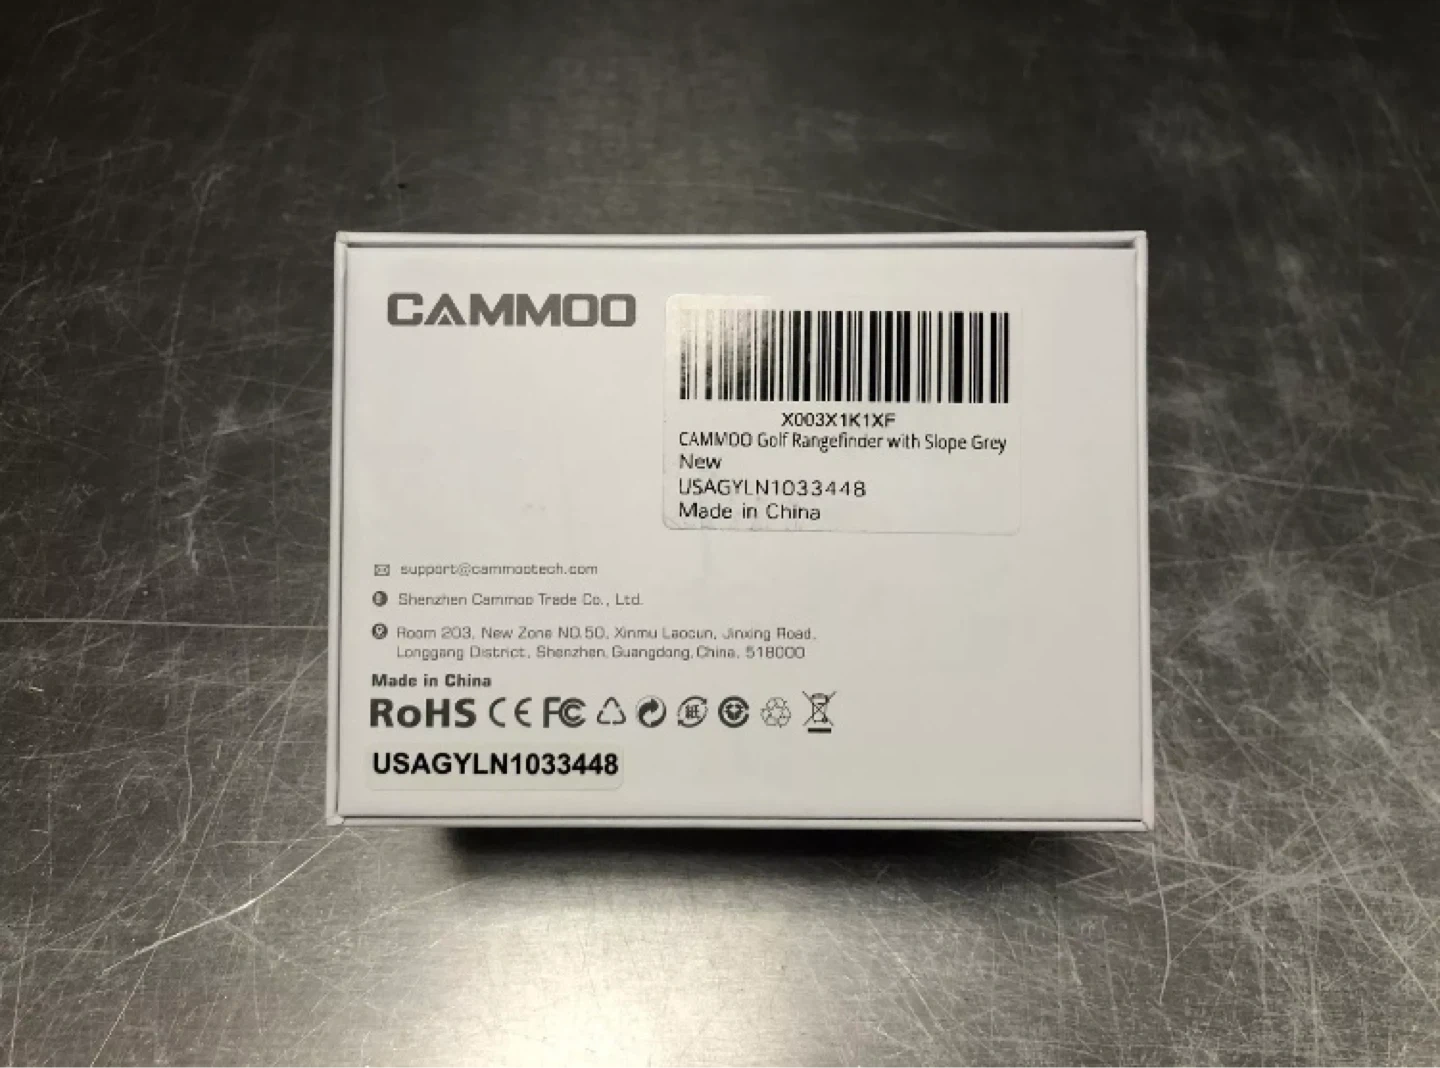 CAMMOO
X003X1K1XF
CAMMOO Golf Rangefinder with Slope Grey
New
USAGYLN1033448
Made in China
support@cammootech.com
Shenzhen Cammoo Trade Co., Ltd.
Room 203, New Zone NO.50, Xinmu Laocun, Jinxing Road,
Longgang District, Shenzhen, Guangdong, China, 518000
Made in China
RoHS CE FC 紙
USAGYLN1033448